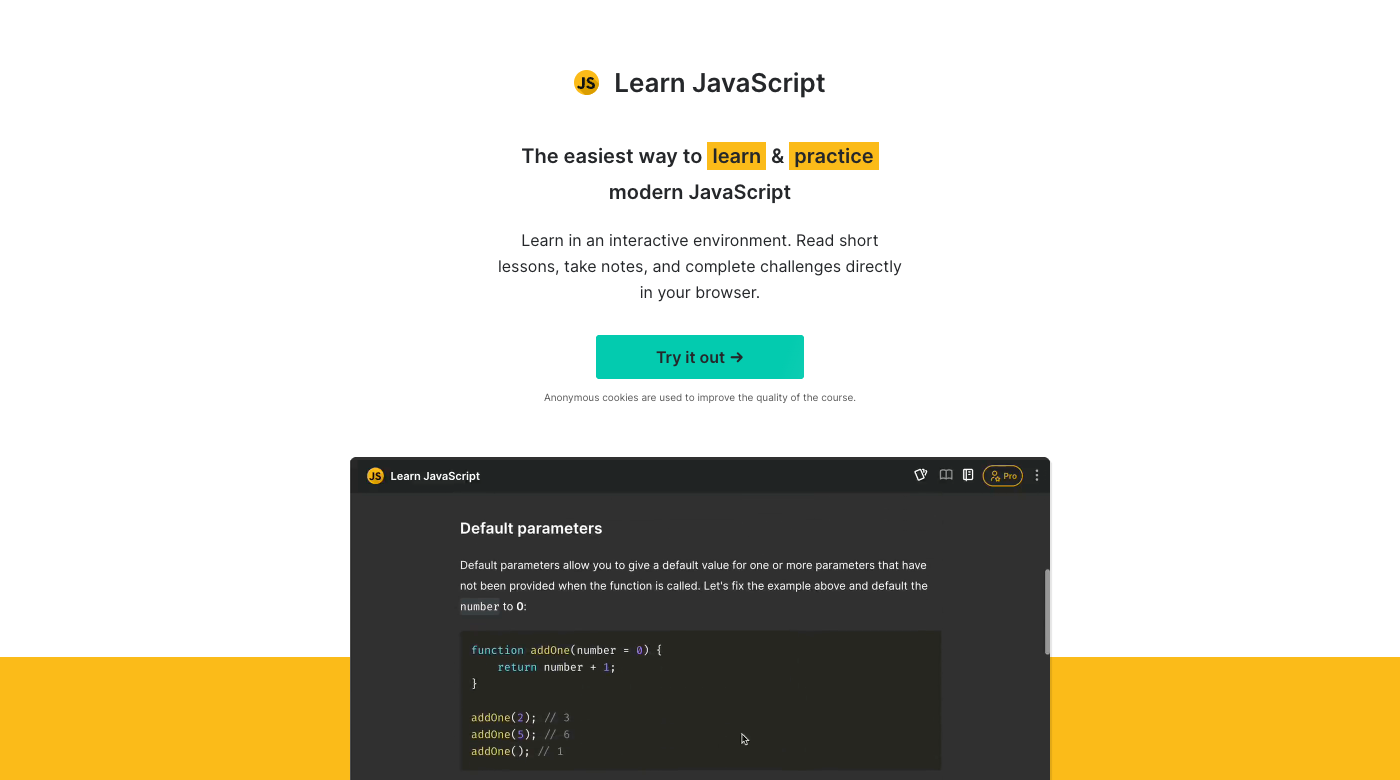 JS Learn JavaScript
The easiest way to learn & practice
modern JavaScript
Learn in an interactive environment. Read short
lessons, take notes, and complete challenges directly
in your browser.
Try it out →
Anonymous cookies are used to improve the quality of the course.
JS Learn JavaScript Pro
Default parameters
Default parameters allow you to give a default value for one or more parameters that have
not been provided when the function is called. Let's fix the example above and default the
number to 0:
function addOne(number = 0) {
    return number + 1;
}
addOne(2); // 3
addOne(5); // 6
addOne(); // 1